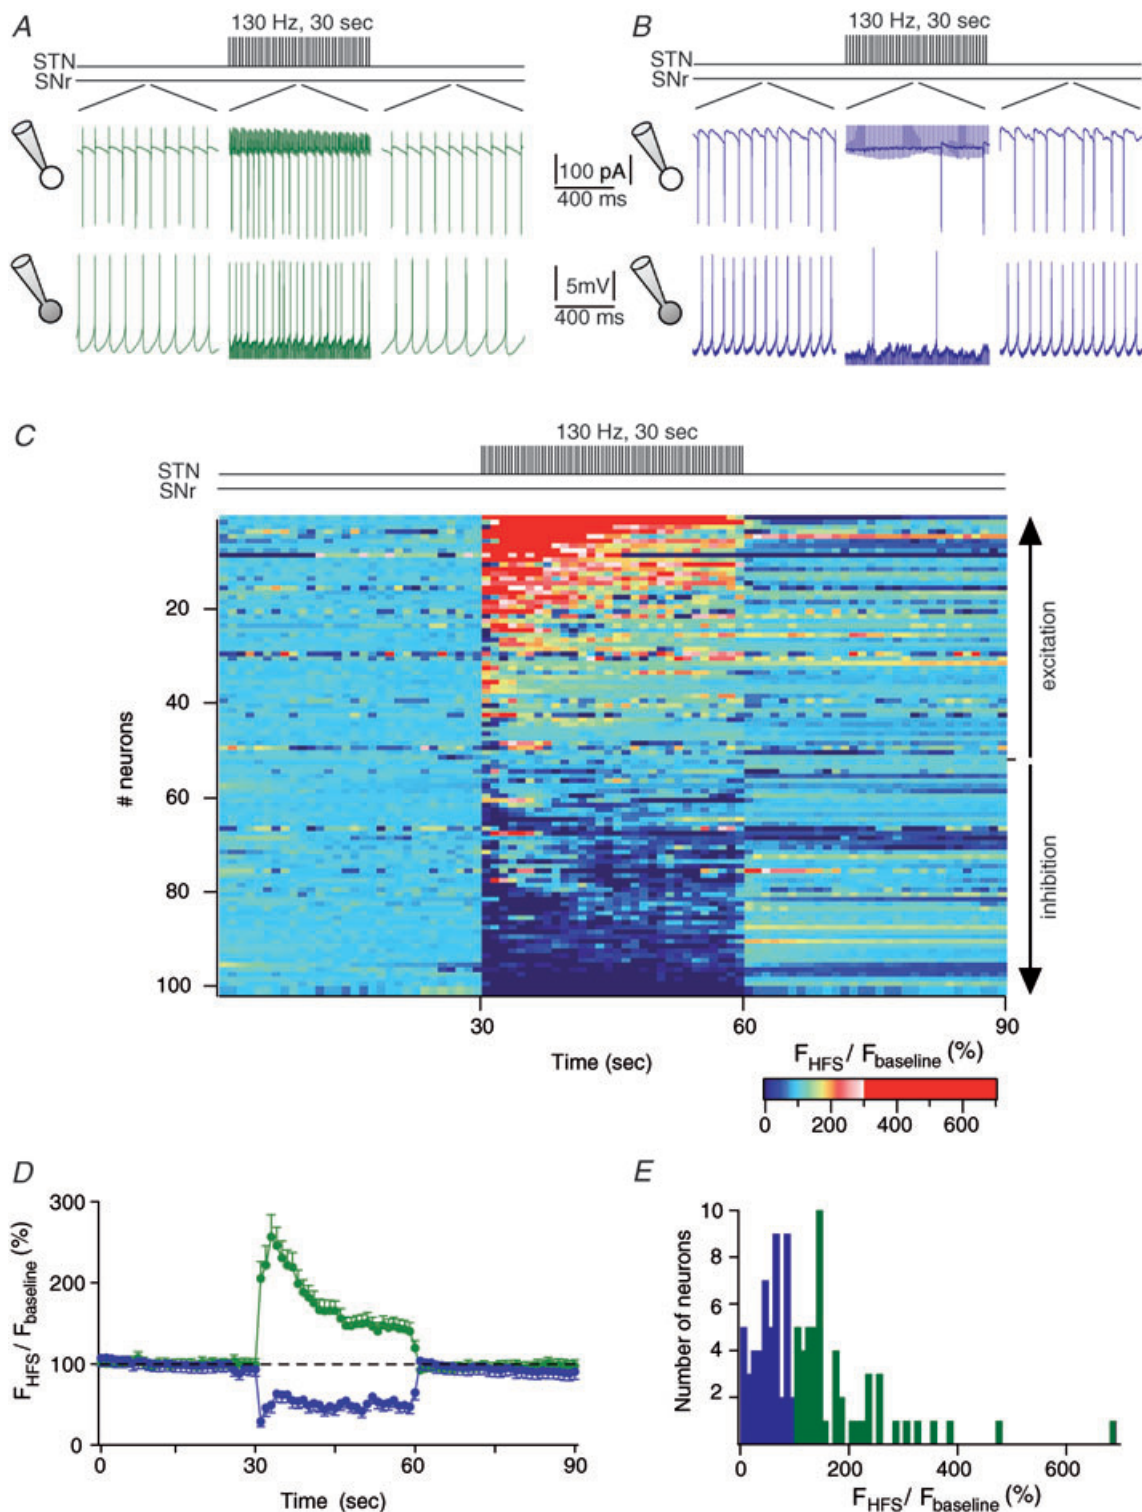 A
130 Hz, 30 sec
STN
SNr
100 pA
400 ms
5mV
400 ms
B
130 Hz, 30 sec
STN
SNr
C
130 Hz, 30 sec
STN
SNr
# neurons
20
40
60
80
100
30
60
90
Time (sec)
excitation
inhibition
FHFS / Fbaseline (%)
0
200
400
600
D
FHFS / Fbaseline (%)
300
200
100
0
0
30
60
90
Time (sec)
E
Number of neurons
10
8
6
4
2
0
200
400
600
FHFS / Fbaseline (%)